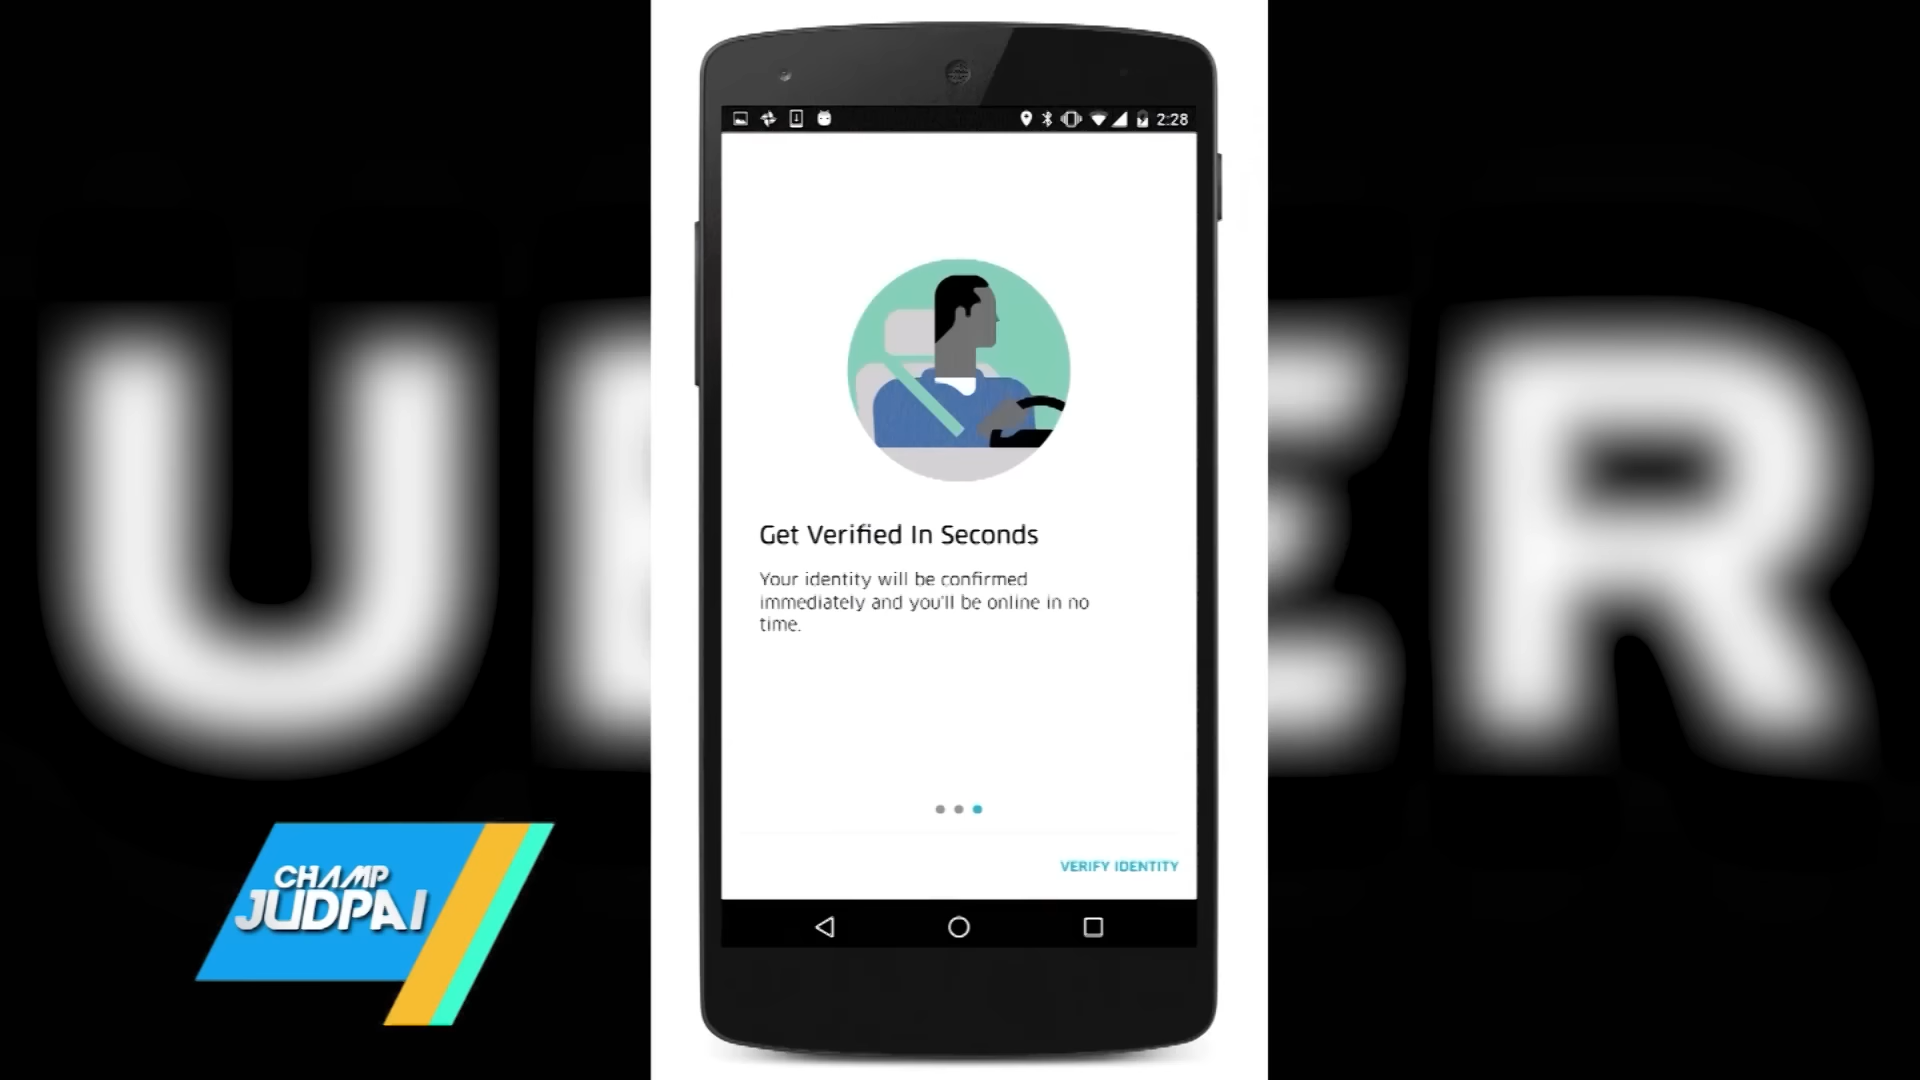 UBER
2:28
Get Verified In Seconds
Your identity will be confirmed
immediately and you'll be online in no
time.
VERIFY IDENTITY
CHAMP
JUDPAI